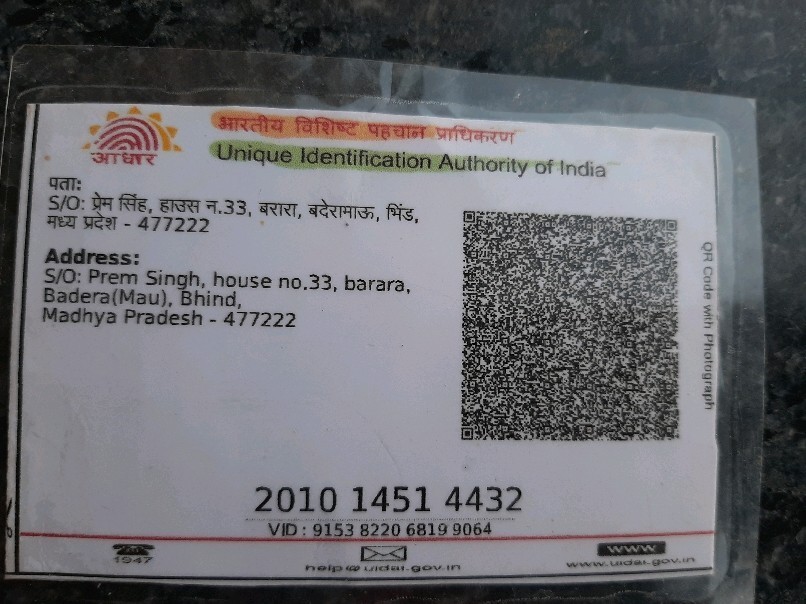 भारतीय विशिष्ट पहचान प्राधिकरण
Unique Identification Authority of India
आधार
पता:
S/O: प्रेम सिंह, हाउस न.33, बरारा, बदेरामाऊ, भिंड,
मध्य प्रदेश - 477222
Address:
S/O: Prem Singh, house no.33, barara,
Badera(Mau), Bhind,
Madhya Pradesh - 477222
QR Code with Photograph
2010 1451 4432
VID : 9153 8220 6819 9064
1947
help@uidai.gov.in
www
www.uidai.gov.in